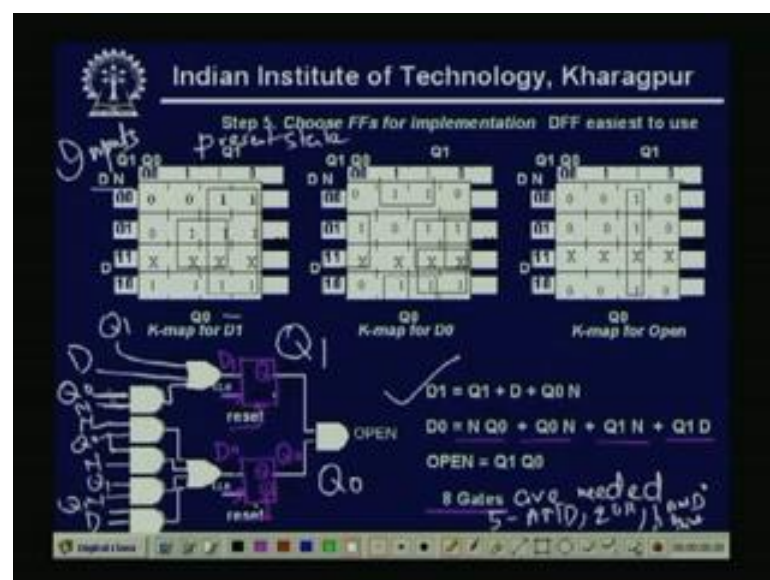 Indian Institute of Technology, Kharagpur
Step 5. Choose FFs for implementation DFF easiest to use
inputs
present state
Q1 Q0 Q1
D N 00 1 1
00 0 0 1 1
01 0 1 1 1
D 11 X X X X
10 1 1 1 1
Q0
K-map for D1
Q1 Q0 Q1
D N
00 0 1 1 0
01 1 0 1 1
D 11 X X X X
10 0 1 1 1
Q0
K-map for D0
Q1 Q0 Q1
D N
00 0 0 1 0
01 0 0 1 0
D 11 X X X X
10 0 0 1 0
Q0
K-map for Open
Q1
D
D1 Q
CLK
reset
Q1
D0 Q Q0
CLK
reset
Q0
OPEN
D1 = Q1 + D + Q0 N
D0 = N Q0 + Q0 N + Q1 N + Q1 D
OPEN = Q1 Q0
8 Gates are needed
5 - AND, 2 OR, 1 AND